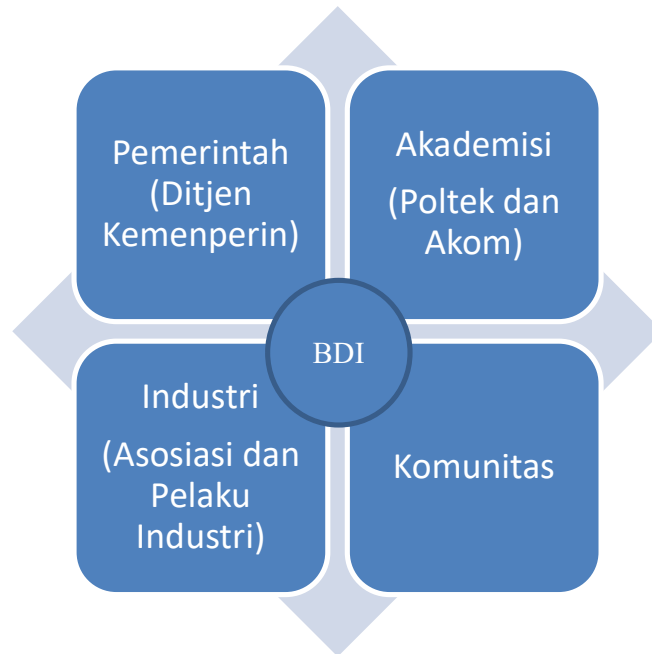 Pemerintah
(Ditjen
Kemenperin)
Akademisi
(Poltek dan
Akom)
BDI
Industri
(Asosiasi dan
Pelaku
Industri)
Komunitas